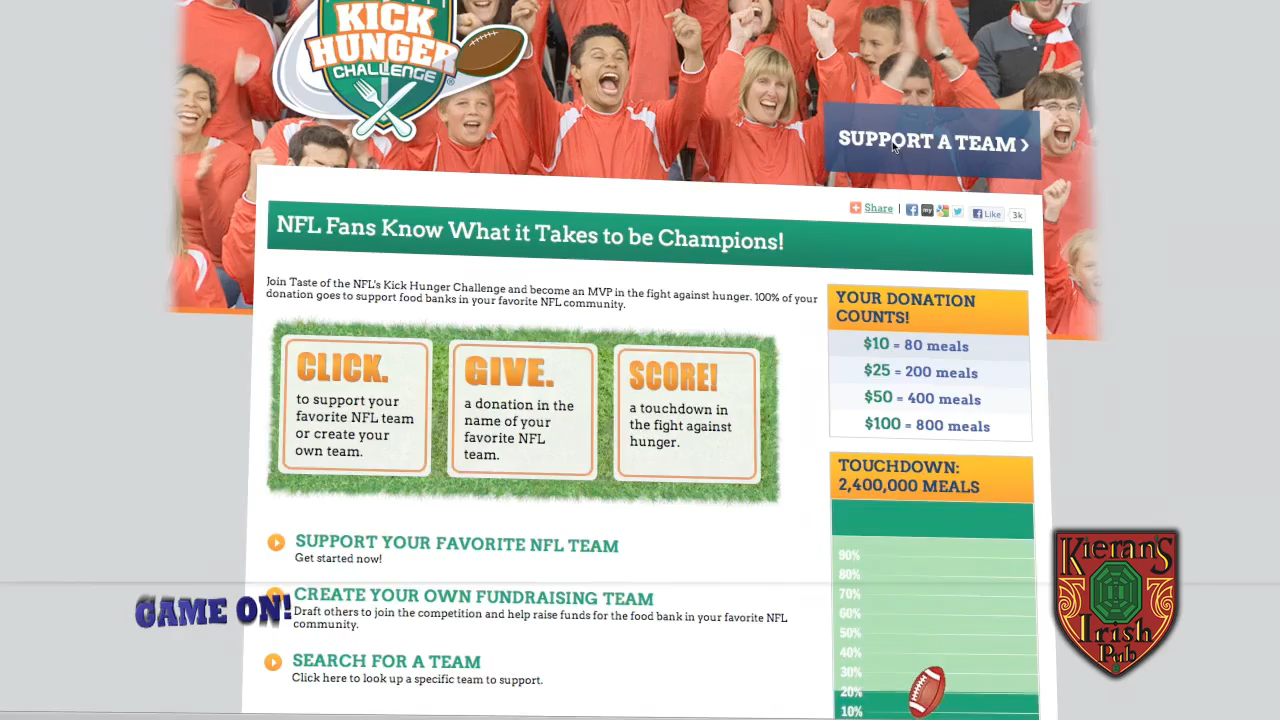 KICK
HUNGER
CHALLENGE
SUPPORT A TEAM >
Share | Like 3k
NFL Fans Know What it Takes to be Champions!
Join Taste of the NFL's Kick Hunger Challenge and become an MVP in the fight against hunger. 100% of your
donation goes to support food banks in your favorite NFL community.
CLICK.
to support your
favorite NFL team
or create your
own team.
GIVE.
a donation in the
name of your
favorite NFL
team.
SCORE!
a touchdown in
the fight against
hunger.
YOUR DONATION
COUNTS!
$10 = 80 meals
$25 = 200 meals
$50 = 400 meals
$100 = 800 meals
TOUCHDOWN:
2,400,000 MEALS
90%
80%
70%
60%
50%
40%
30%
20%
10%
SUPPORT YOUR FAVORITE NFL TEAM
Get started now!
CREATE YOUR OWN FUNDRAISING TEAM
Draft others to join the competition and help raise funds for the food bank in your favorite NFL
community.
SEARCH FOR A TEAM
Click here to look up a specific team to support.
GAME ON!
Kieran's
Irish
Pub